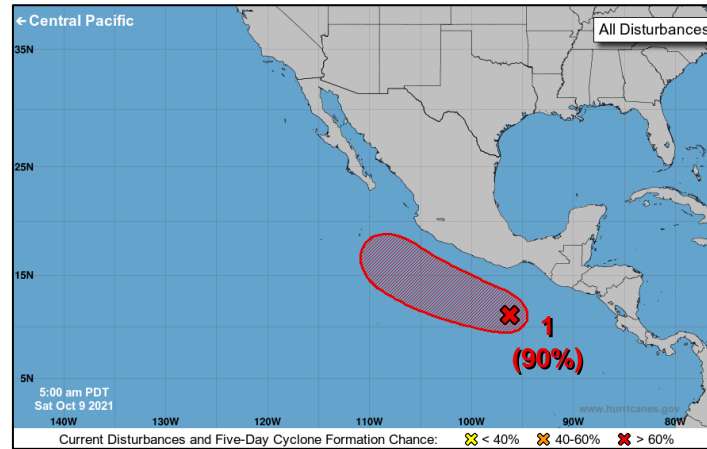 ← Central Pacific
All Disturbances
35N
25N
15N
5N
1
(90%)
5:00 am PDT
Sat Oct 9 2021
www.hurricanes.gov
140W 130W 120W 110W 100W 90W 80W
Current Disturbances and Five-Day Cyclone Formation Chance: < 40% 40-60% > 60%